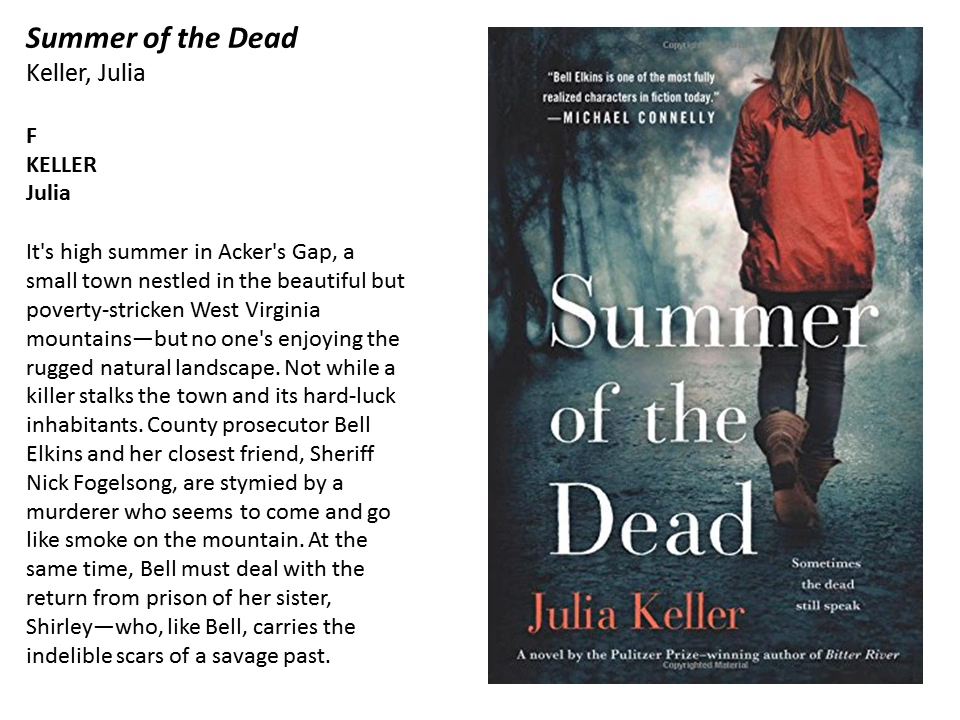 Summer of the Dead
Keller, Julia
F
KELLER
Julia
It's high summer in Acker's Gap, a
small town nestled in the beautiful but
poverty-stricken West Virginia
mountains—but no one's enjoying the
rugged natural landscape. Not while a
killer stalks the town and its hard-luck
inhabitants. County prosecutor Bell
Elkins and her closest friend, Sheriff
Nick Fogelsong, are stymied by a
murderer who seems to come and go
like smoke on the mountain. At the
same time, Bell must deal with the
return from prison of her sister,
Shirley—who, like Bell, carries the
indelible scars of a savage past.
"Bell Elkins is one of the most fully
realized characters in fiction today."
—MICHAEL CONNELLY
Summer
of the
Dead
Sometimes
the dead
still speak
Julia Keller
A novel by the Pulitzer Prize–winning author of Bitter River
Copyrighted Material